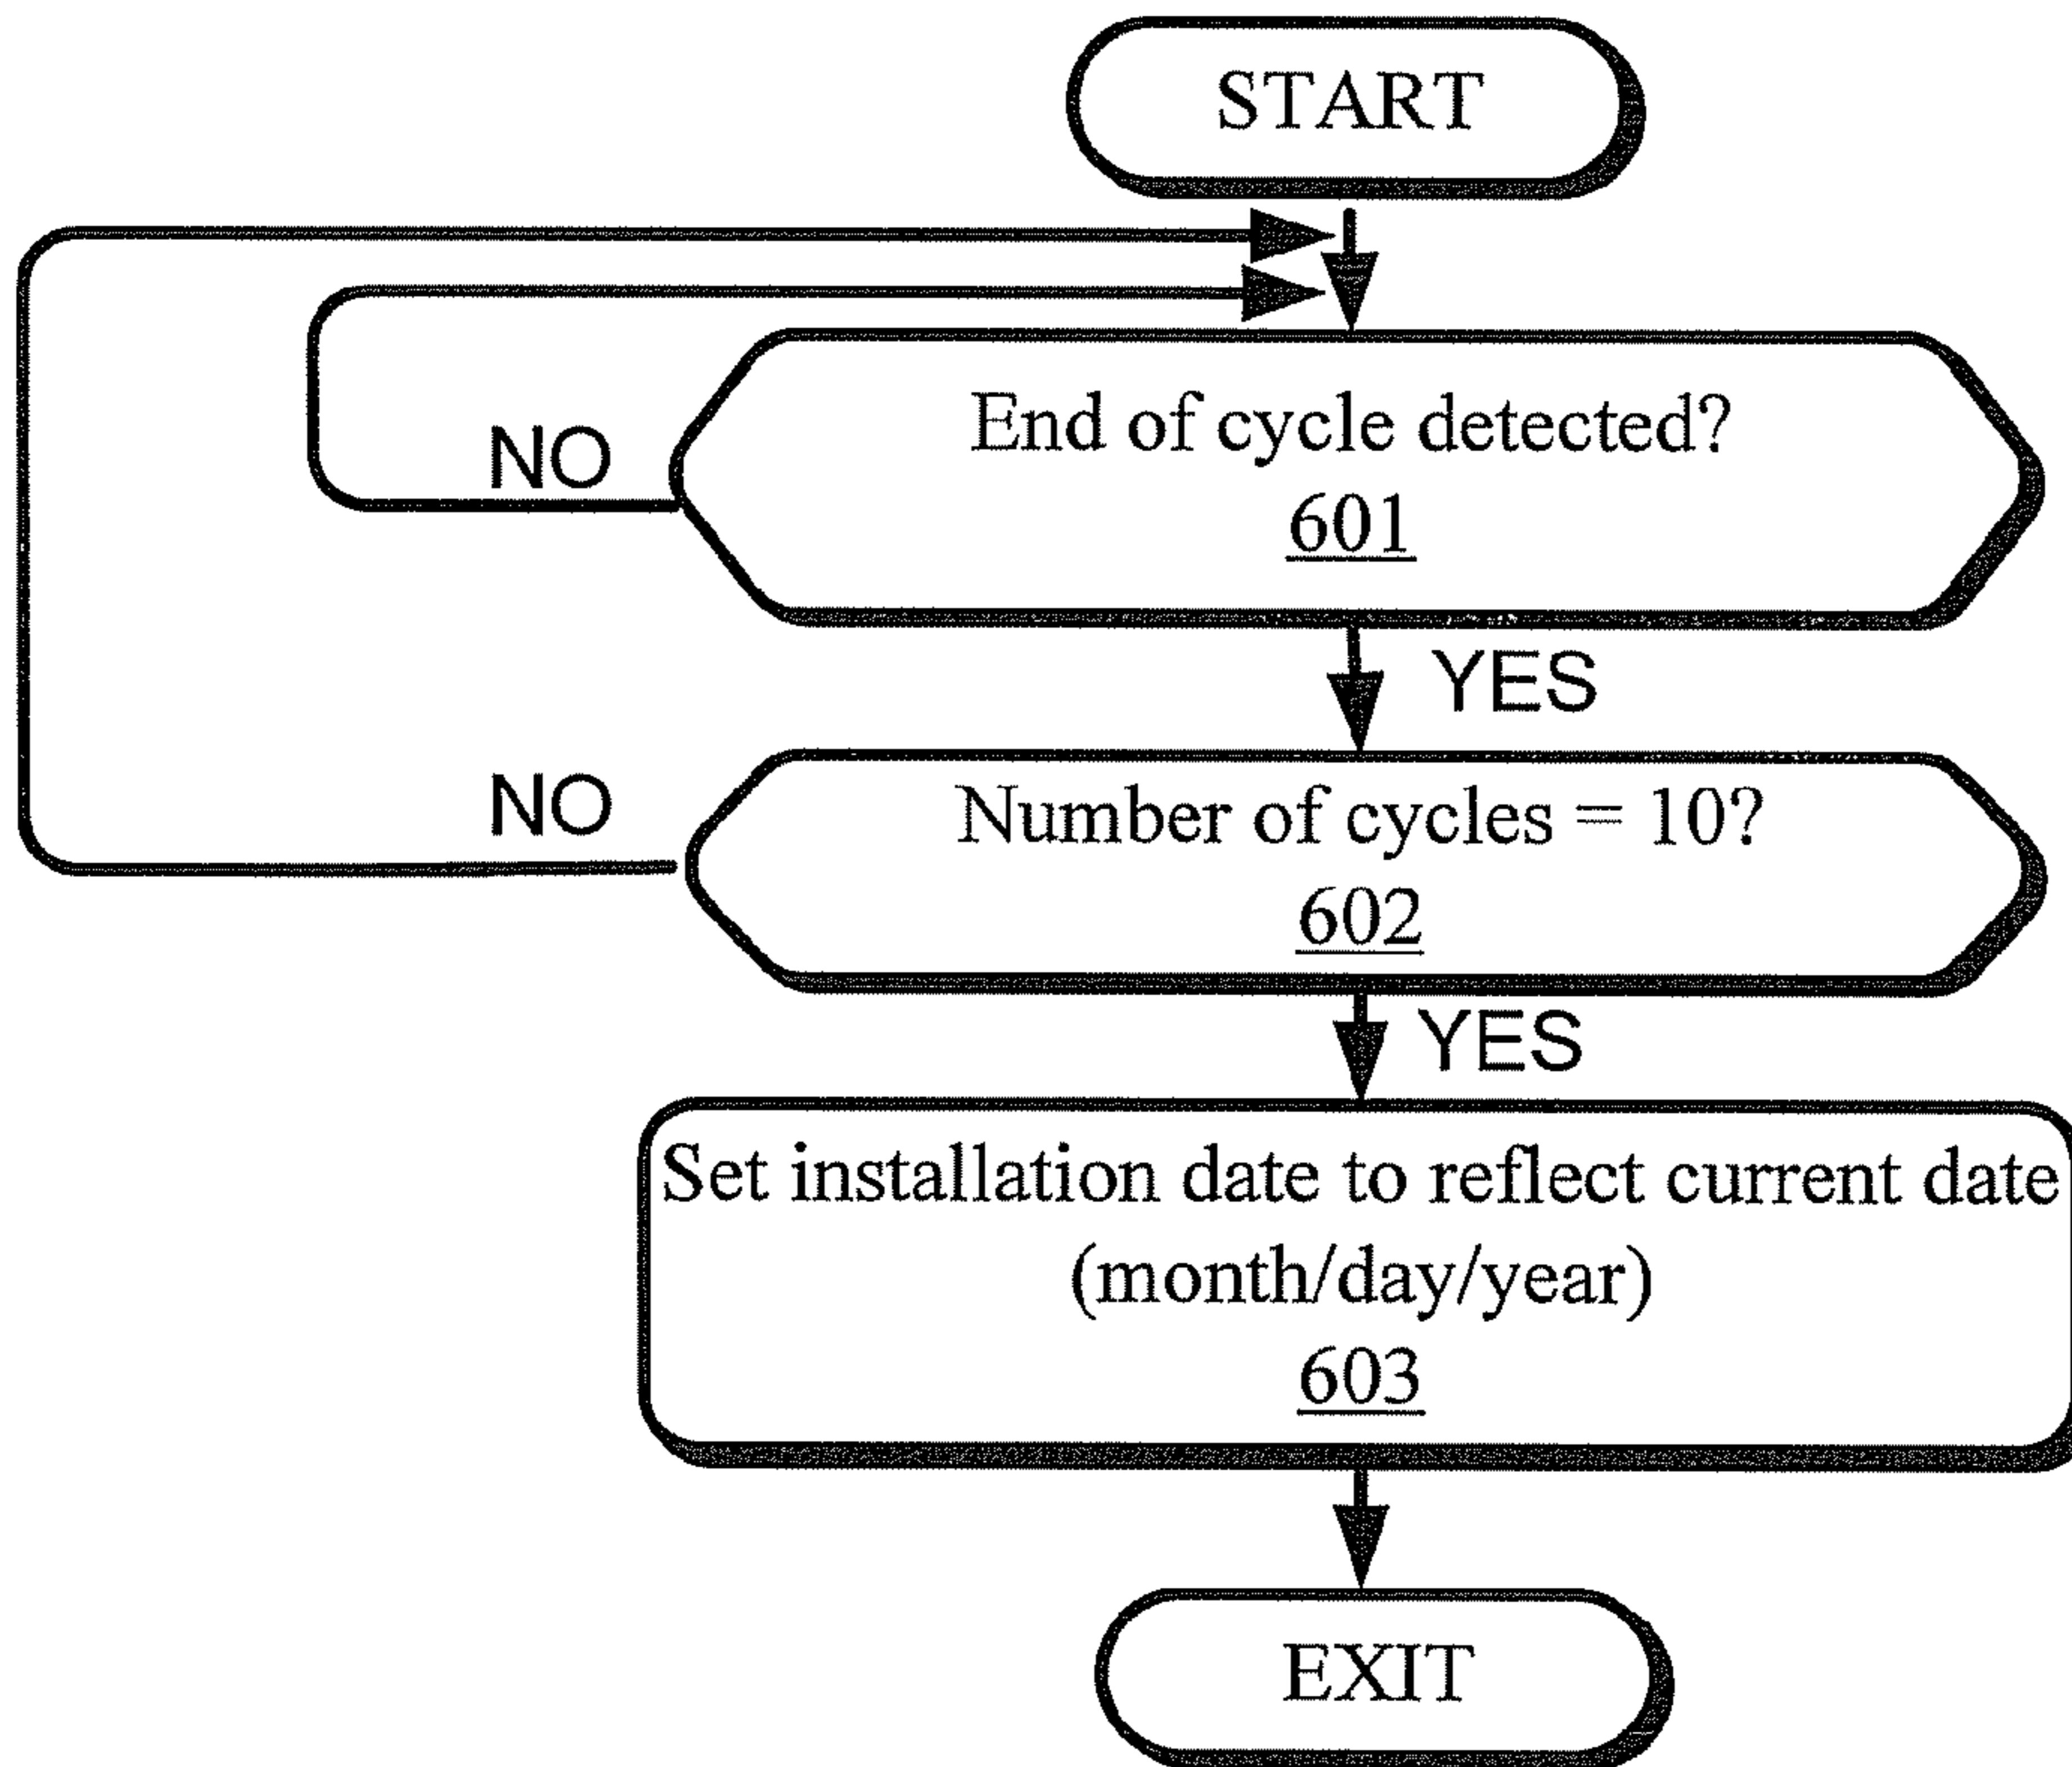 START
End of cycle detected?
601
NO
YES
Number of cycles = 10?
602
NO
YES
Set installation date to reflect current date
(month/day/year)
603
EXIT